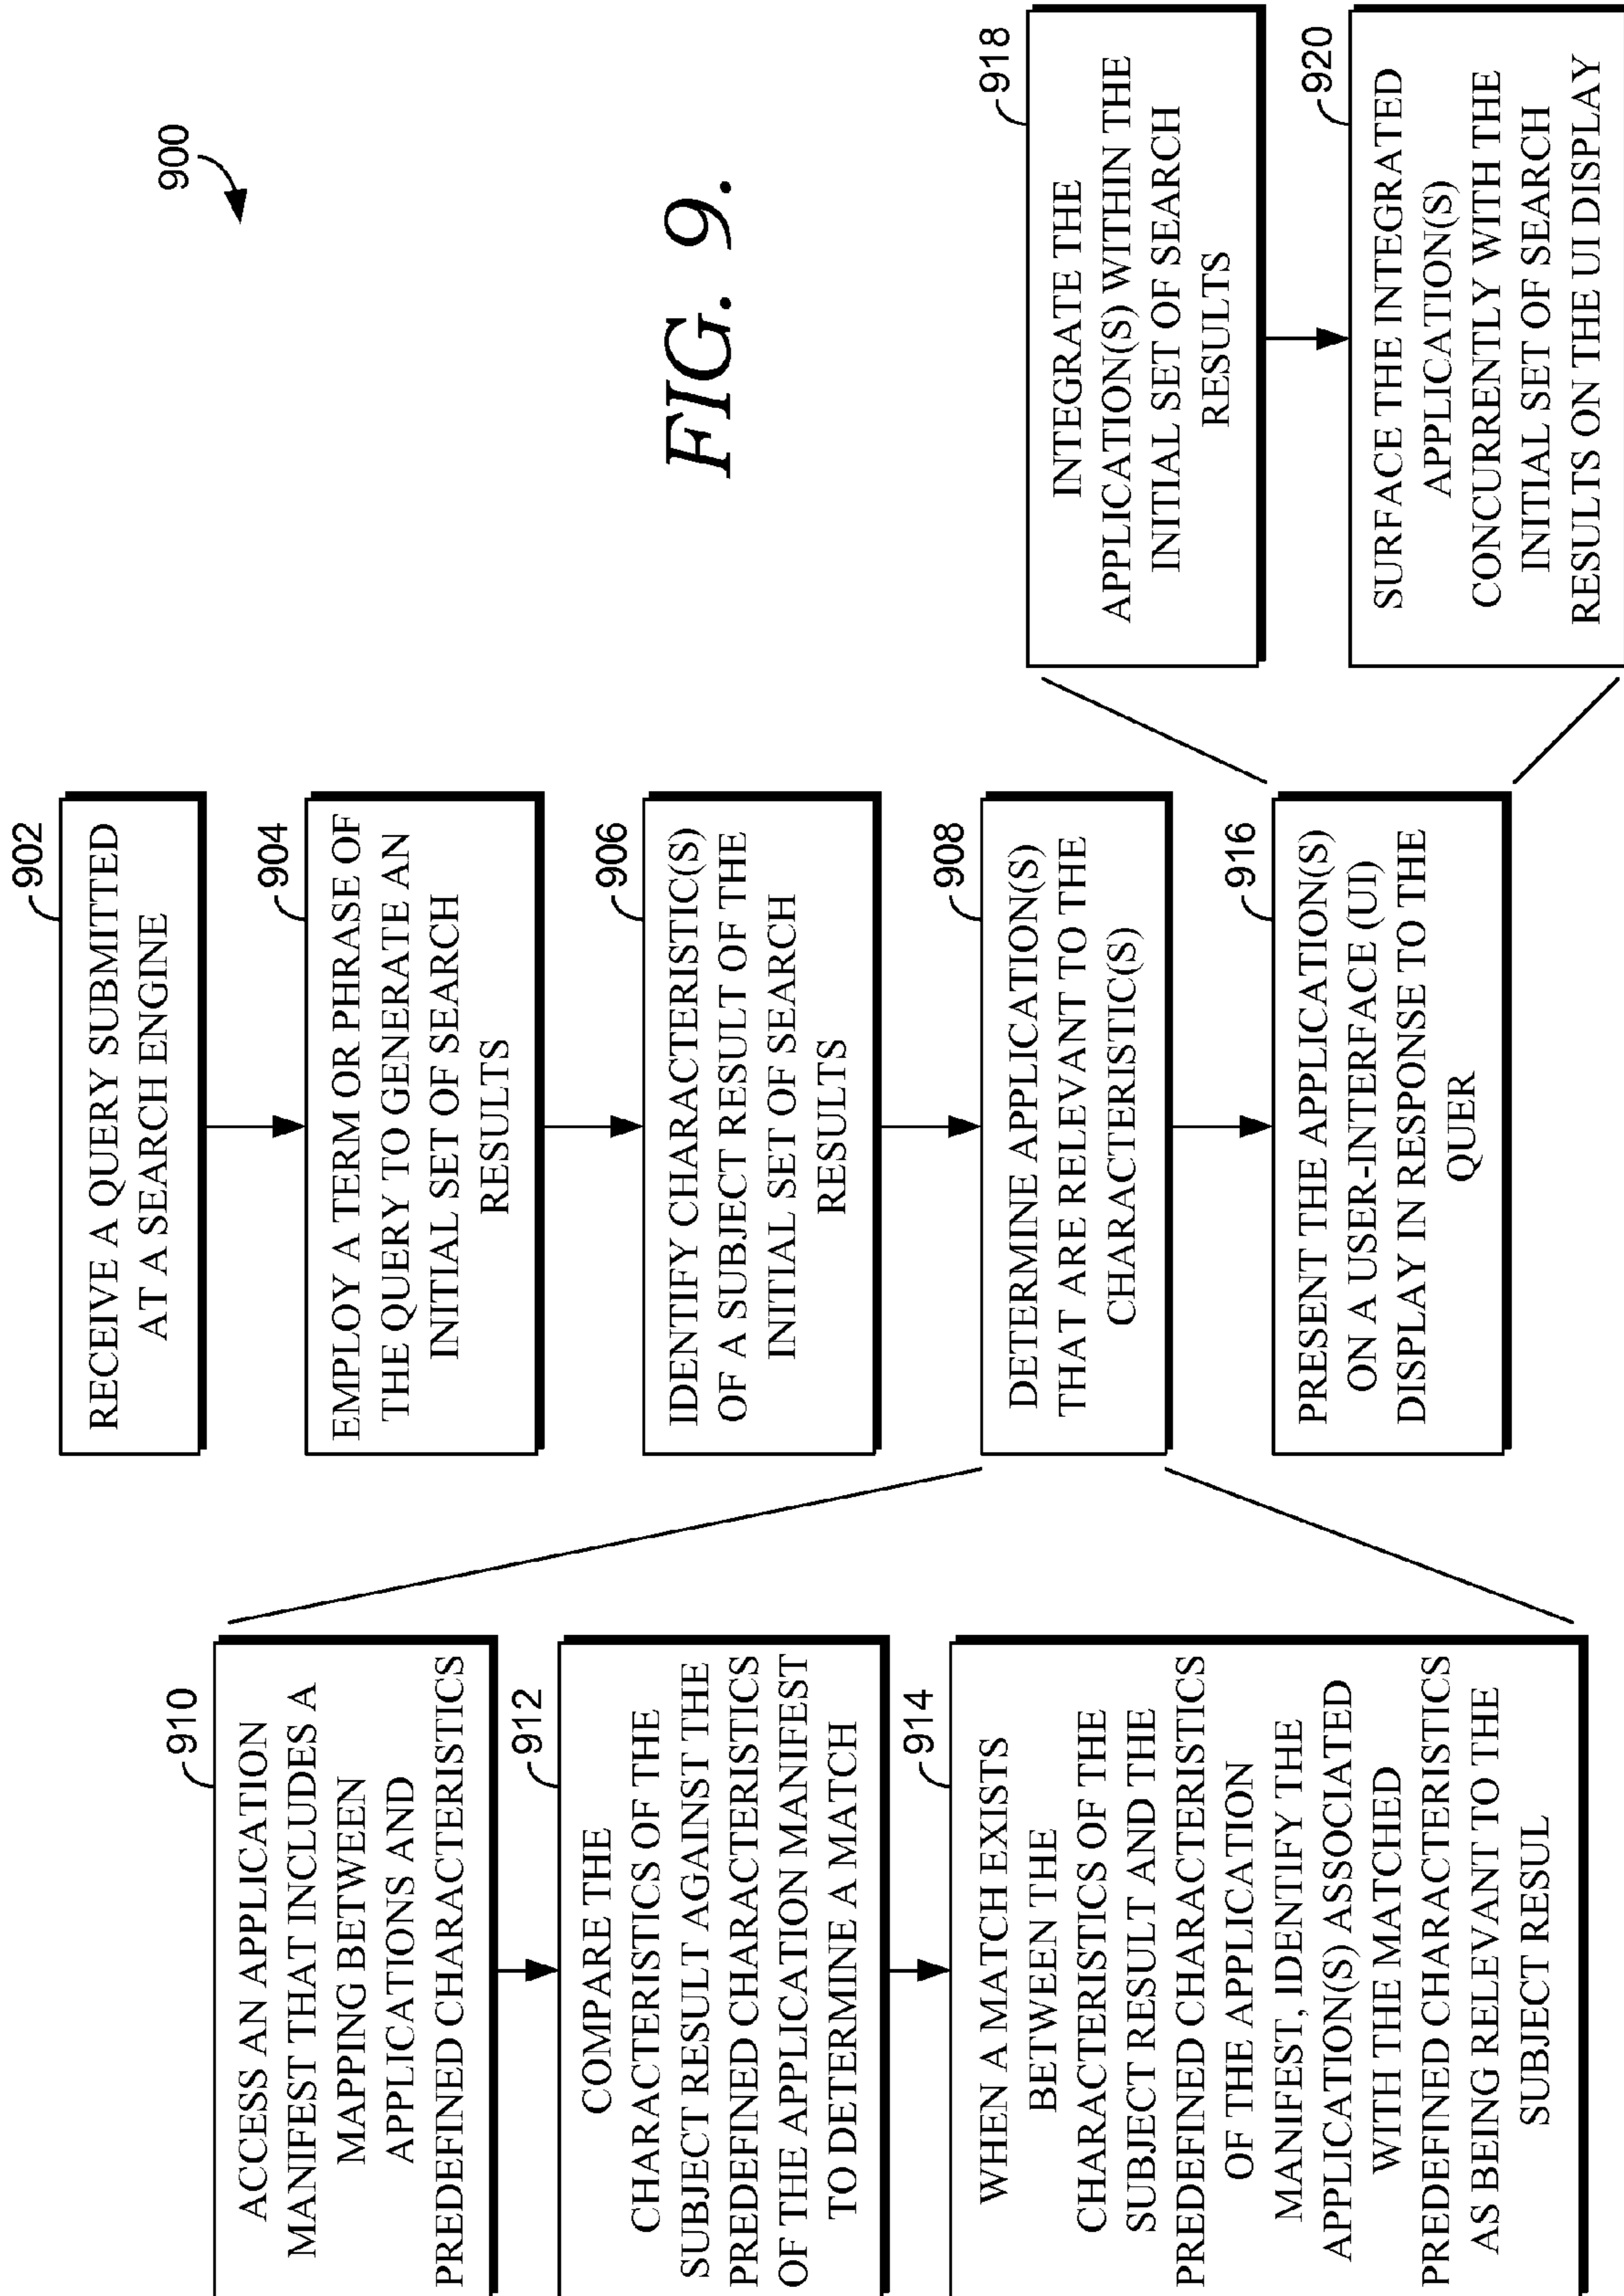 900
FIG. 9.
902
RECEIVE A QUERY SUBMITTED
AT A SEARCH ENGINE
904
EMPLOY A TERM OR PHRASE OF
THE QUERY TO GENERATE AN
INITIAL SET OF SEARCH
RESULTS
906
IDENTIFY CHARACTERISTIC(S)
OF A SUBJECT RESULT OF THE
INITIAL SET OF SEARCH
RESULTS
908
DETERMINE APPLICATION(S)
THAT ARE RELEVANT TO THE
CHARACTERISTIC(S)
910
ACCESS AN APPLICATION
MANIFEST THAT INCLUDES A
MAPPING BETWEEN
APPLICATIONS AND
PREDEFINED CHARACTERISTICS
912
COMPARE THE
CHARACTERISTICS OF THE
SUBJECT RESULT AGAINST THE
PREDEFINED CHARACTERISTICS
OF THE APPLICATION MANIFEST
TO DETERMINE A MATCH
914
WHEN A MATCH EXISTS
BETWEEN THE
CHARACTERISTICS OF THE
SUBJECT RESULT AND THE
PREDEFINED CHARACTERISTICS
OF THE APPLICATION
MANIFEST, IDENTIFY THE
APPLICATION(S) ASSOCIATED
WITH THE MATCHED
PREDEFINED CHARACTERISTICS
AS BEING RELEVANT TO THE
SUBJECT RESUL
916
PRESENT THE APPLICATION(S)
ON A USER-INTERFACE (UI)
DISPLAY IN RESPONSE TO THE
QUER
918
INTEGRATE THE
APPLICATION(S) WITHIN THE
INITIAL SET OF SEARCH
RESULTS
920
SURFACE THE INTEGRATED
APPLICATION(S)
CONCURRENTLY WITH THE
INITIAL SET OF SEARCH
RESULTS ON THE UI DISPLAY